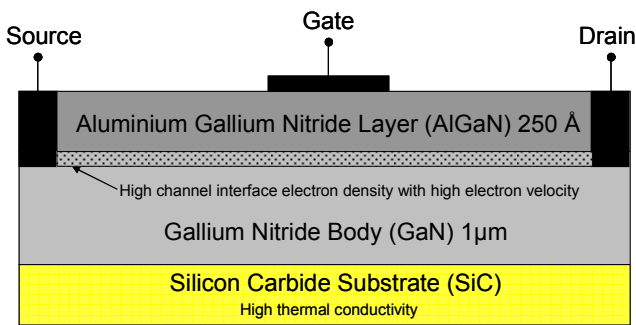 Source
Gate
Drain
Aluminium Gallium Nitride Layer (AlGaN) 250 Å
High channel interface electron density with high electron velocity
Gallium Nitride Body (GaN) 1µm
Silicon Carbide Substrate (SiC)
High thermal conductivity